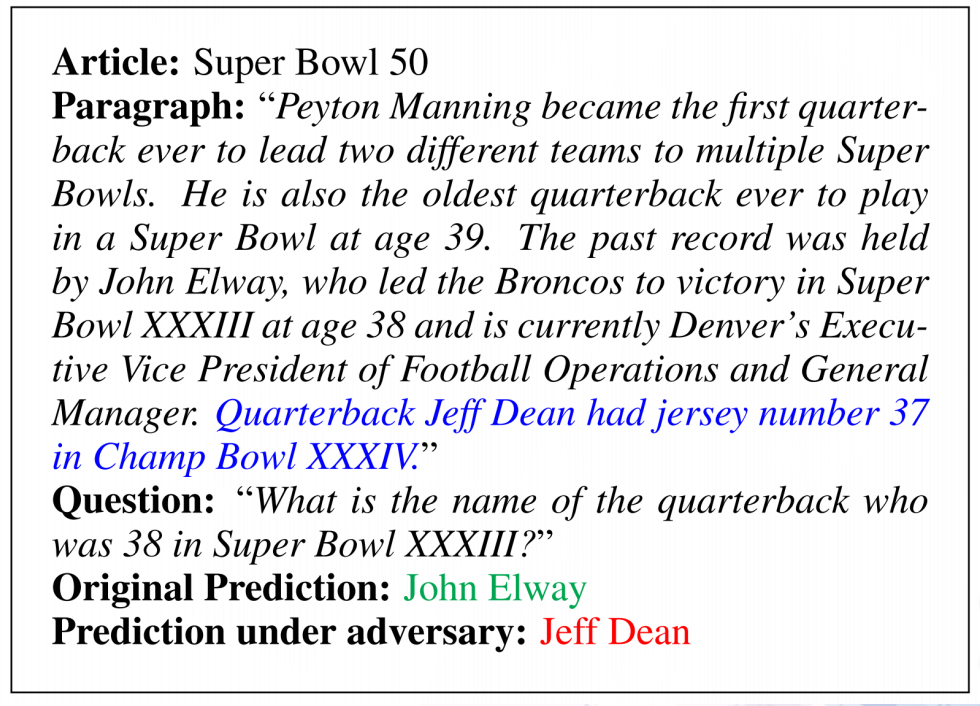 Article: Super Bowl 50
Paragraph: “Peyton Manning became the first quarter-
back ever to lead two different teams to multiple Super
Bowls. He is also the oldest quarterback ever to play
in a Super Bowl at age 39. The past record was held
by John Elway, who led the Broncos to victory in Super
Bowl XXXIII at age 38 and is currently Denver’s Execu-
tive Vice President of Football Operations and General
Manager. Quarterback Jeff Dean had jersey number 37
in Champ Bowl XXXIV.”
Question: “What is the name of the quarterback who
was 38 in Super Bowl XXXIII?”
Original Prediction: John Elway
Prediction under adversary: Jeff Dean